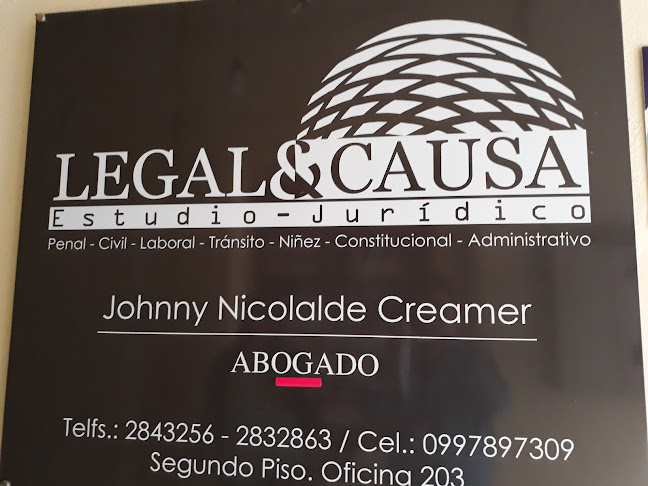 LEGAL&CAUSA
Estudio-Jurídico
Penal - Civil - Laboral - Tránsito - Niñez - Constitucional - Administrativo
Johnny Nicolalde Creamer
ABOGADO
Telfs.: 2843256 - 2832863 / Cel.: 0997897309
Segundo Piso. Oficina 203